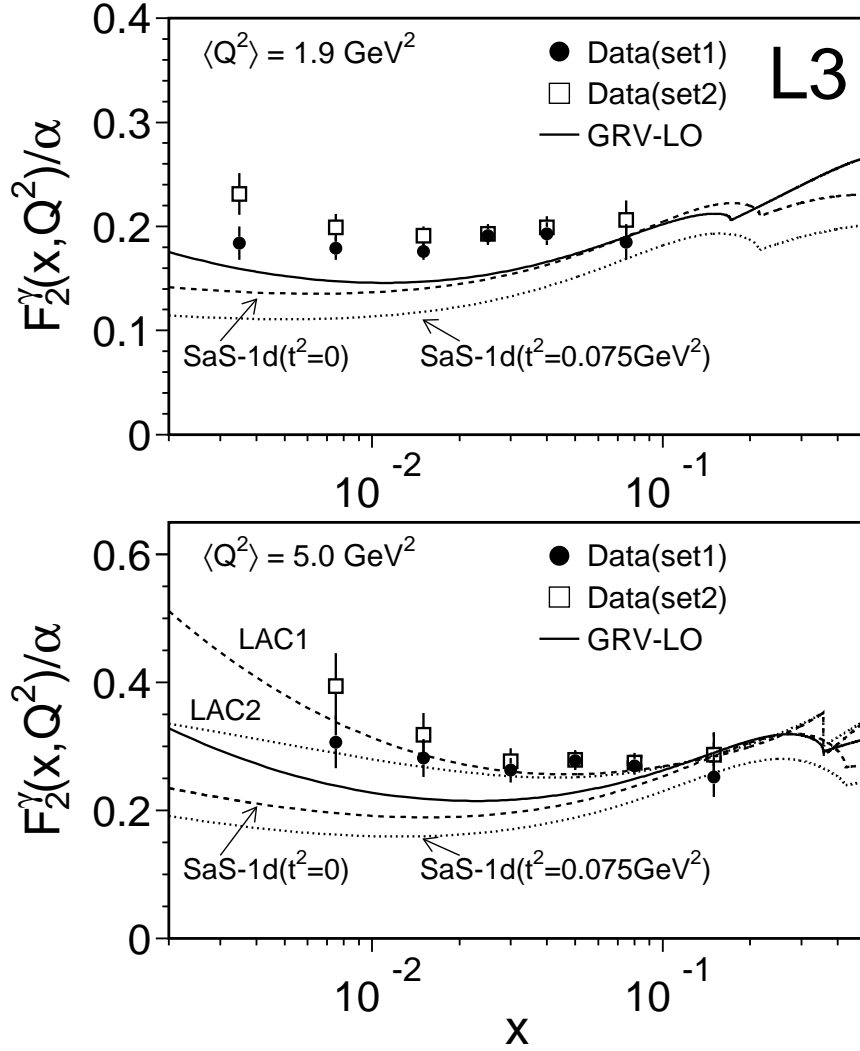 0.4
⟨Q²⟩ = 1.9 GeV²
Data(set1)
L3
Data(set2)
0.3
GRV-LO
F₂^γ(x,Q²)/α
0.2
0.1
SaS-1d(t²=0)
SaS-1d(t²=0.075GeV²)
0
10⁻²
10⁻¹
0.6
⟨Q²⟩ = 5.0 GeV²
Data(set1)
Data(set2)
GRV-LO
LAC1
F₂^γ(x,Q²)/α
0.4
LAC2
0.2
SaS-1d(t²=0)
SaS-1d(t²=0.075GeV²)
0
10⁻²
10⁻¹
x